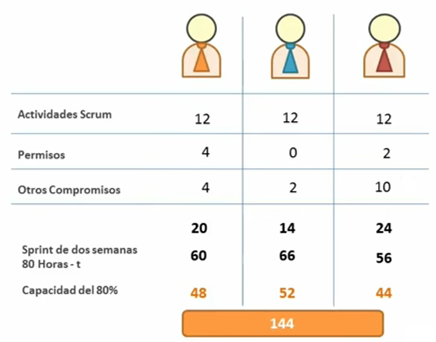 Actividades Scrum 12 12 12
Permisos 4 0 2
Otros Compromisos 4 2 10
20 14 24
Sprint de dos semanas
80 Horas - t 60 66 56
Capacidad del 80% 48 52 44
144